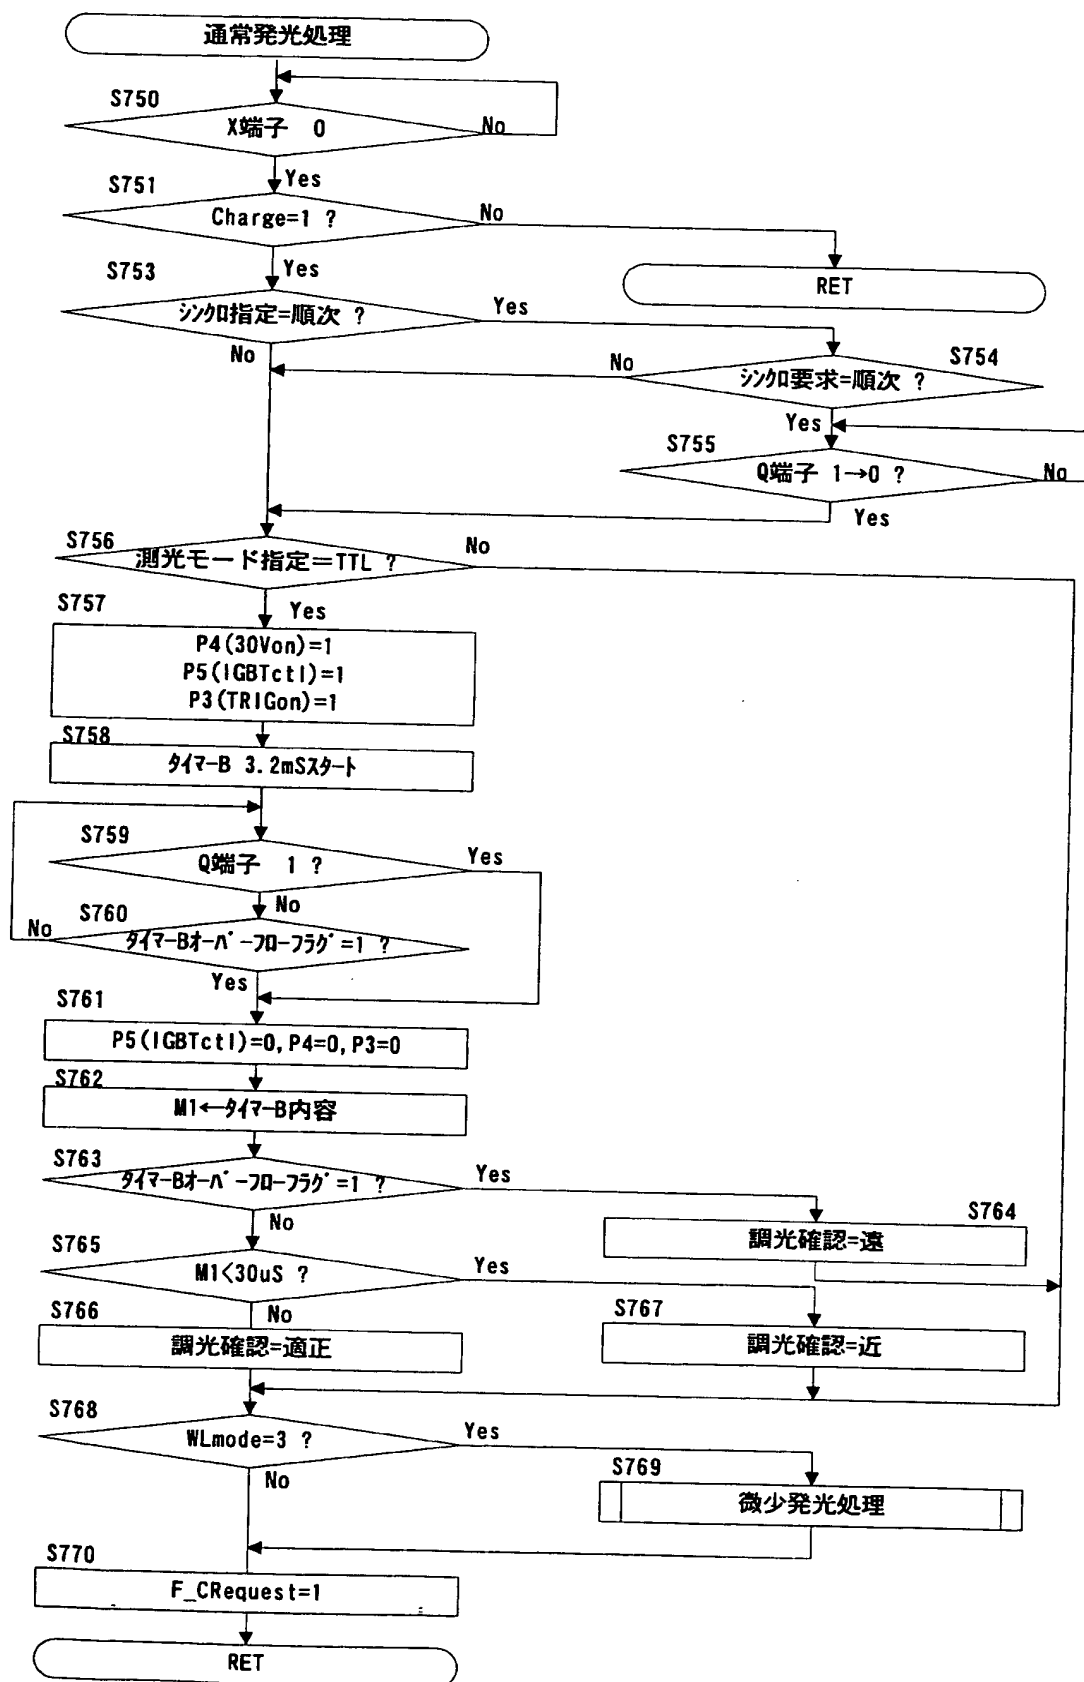 通常発光処理
S750
X端子 0
No
Yes
S751
Charge=1 ?
No
Yes
RET
S753
シンクロ指定=順次 ?
Yes
No
S754
シンクロ要求=順次 ?
No
Yes
S755
Q端子 1→0 ?
No
Yes
S756
測光モード指定=TTL ?
No
Yes
S757
P4(30Von)=1
P5(IGBTctl)=1
P3(TRIGon)=1
S758
タイマーB 3.2mSスタート
S759
Q端子 1 ?
Yes
No
S760
タイマーBオーバーフローフラグ=1 ?
No
Yes
S761
P5(IGBTctl)=0,P4=0,P3=0
S762
M1←タイマーB内容
S763
タイマーBオーバーフローフラグ=1 ?
Yes
No
S764
調光確認=遠
S765
M1<30uS ?
Yes
No
S766
調光確認=適正
S767
調光確認=近
S768
WLmode=3 ?
Yes
No
S769
微少発光処理
S770
F_CRequest=1
RET